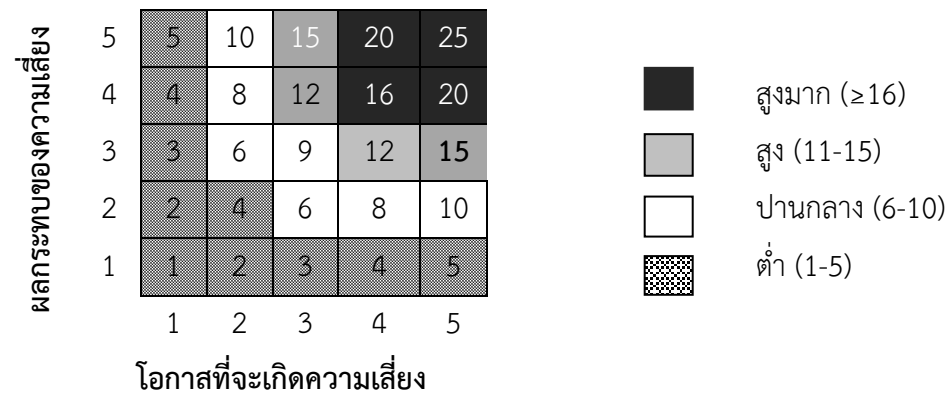 ผลกระทบของความเสี่ยง
5 5 10 15 20 25
4 4 8 12 16 20
3 3 6 9 12 15
2 2 4 6 8 10
1 1 2 3 4 5
1 2 3 4 5
โอกาสที่จะเกิดความเสี่ยง
สูงมาก (≥16)
สูง (11-15)
ปานกลาง (6-10)
ต่ำ (1-5)